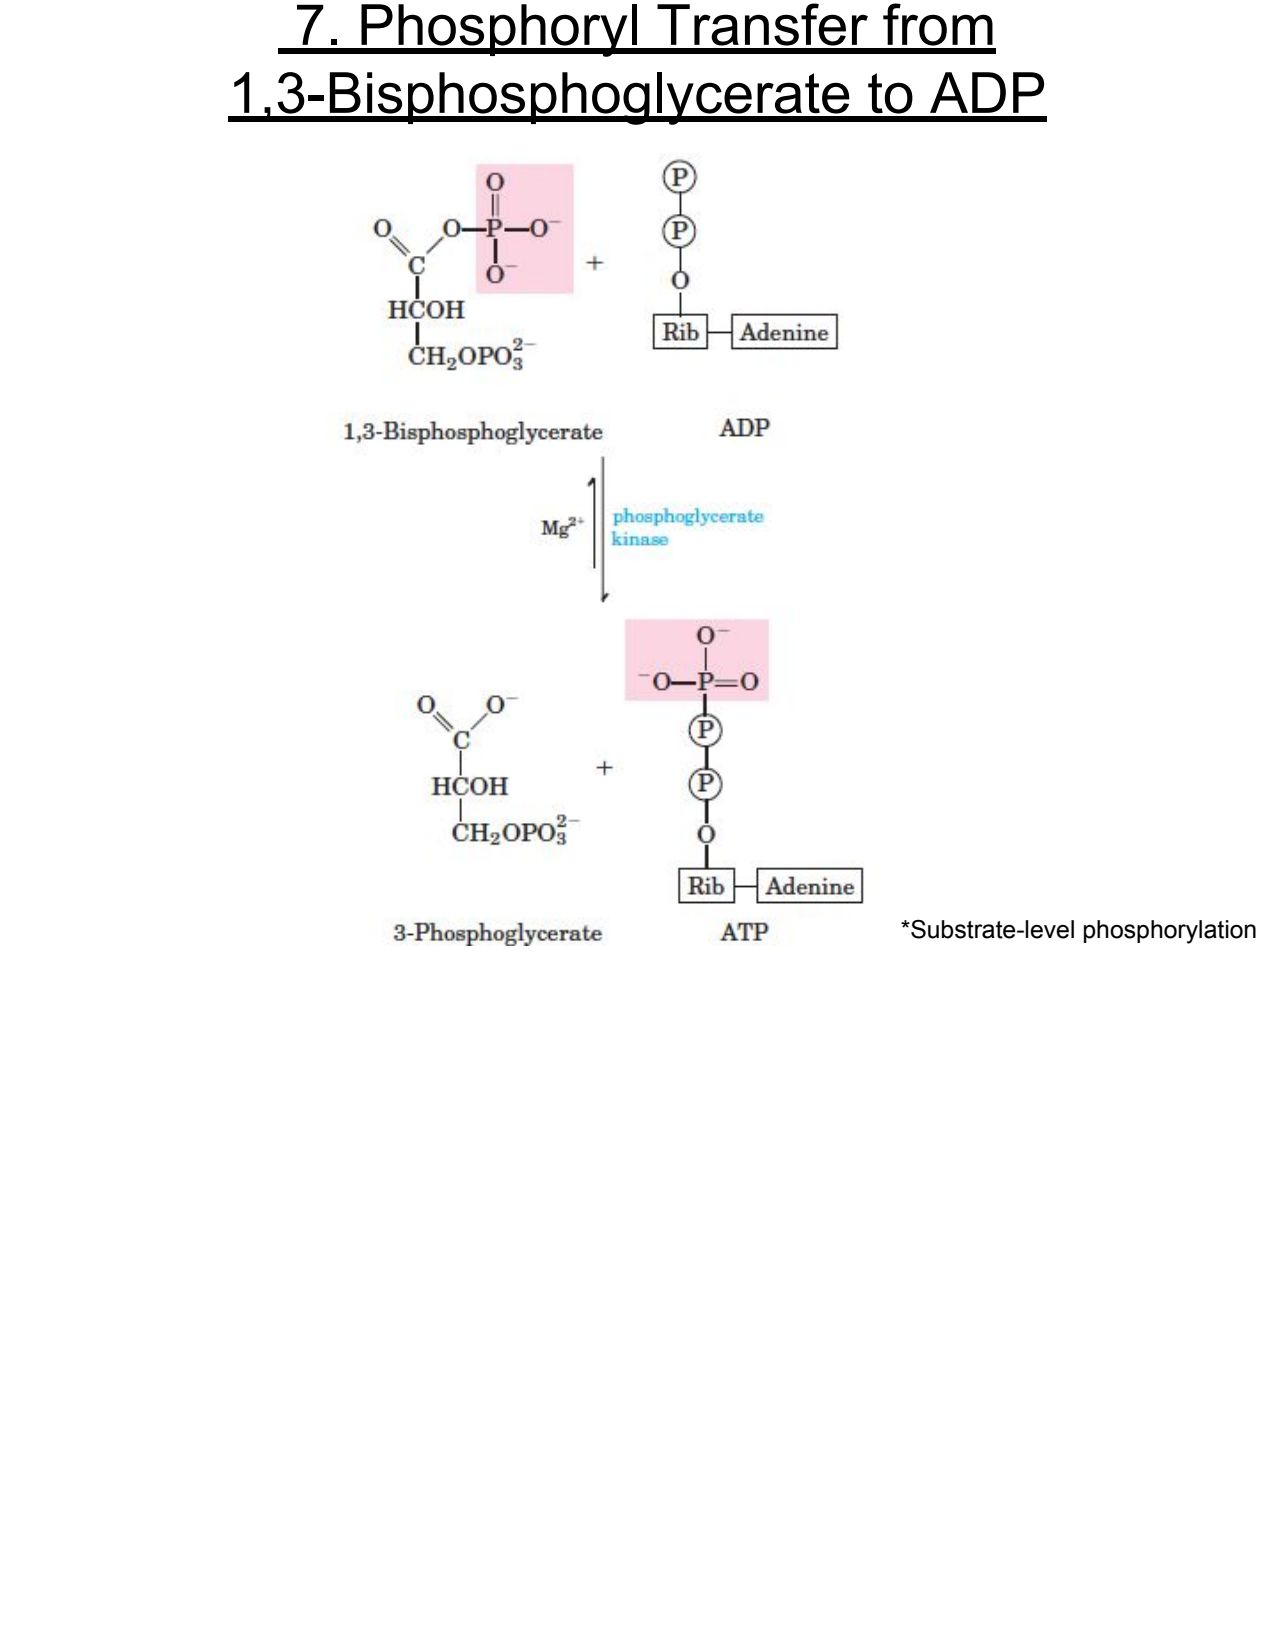 7. Phosphoryl Transfer from
1,3-Bisphosphoglycerate to ADP
O
O O—P—O⁻
C
O⁻
HCOH
CH₂OPO₃²⁻
+
P
P
O
Rib Adenine
1,3-Bisphosphoglycerate ADP
Mg²⁺
phosphoglycerate
kinase
O O⁻
C
HCOH
CH₂OPO₃²⁻
+
O⁻
⁻O—P=O
P
P
O
Rib Adenine
3-Phosphoglycerate ATP
*Substrate-level phosphorylation